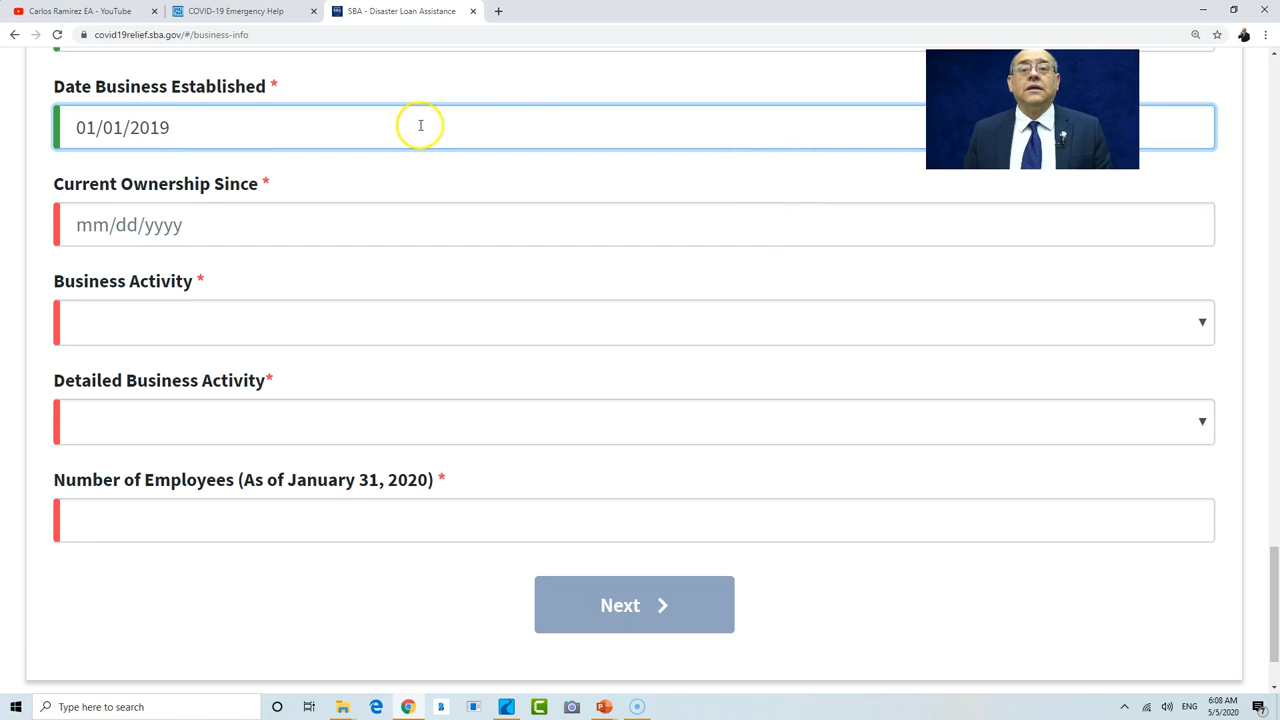 Carlos Ramirez EA - YouTube
COVID-19 Emergency Help
SBA - Disaster Loan Assistance
covid19relief.sba.gov/#/business-info
Date Business Established *
01/01/2019
Current Ownership Since *
mm/dd/yyyy
Business Activity *
Detailed Business Activity*
Number of Employees (As of January 31, 2020) *
Next
Type here to search
ENG
6:08 AM
5/5/2020